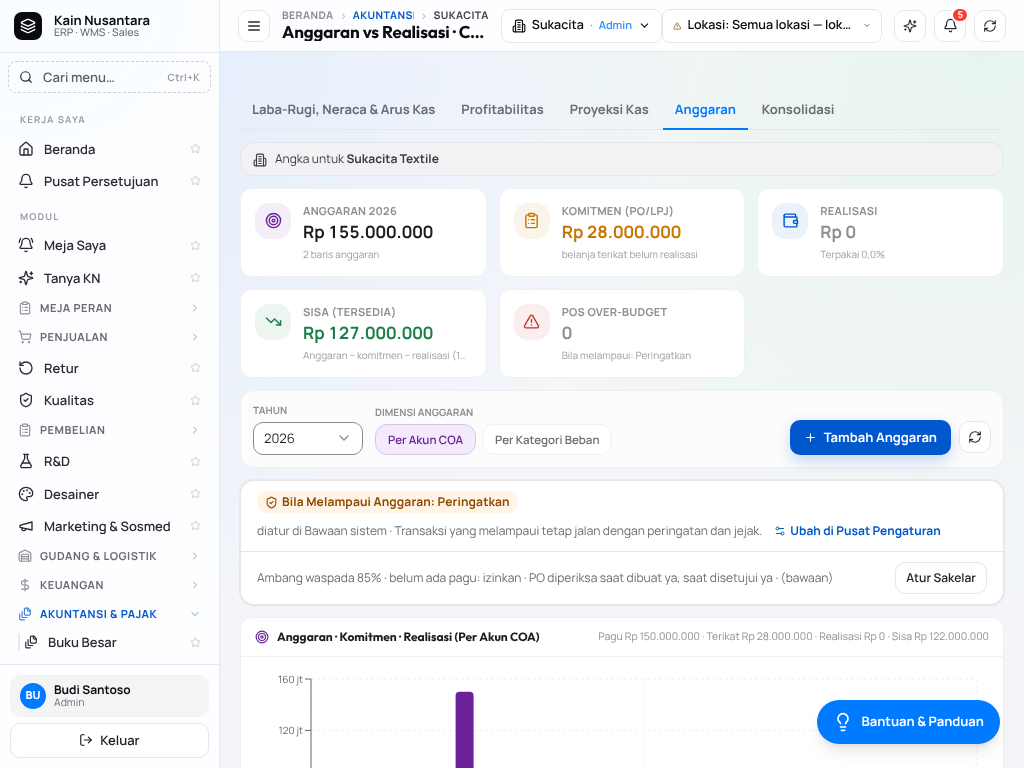 Kain Nusantara
ERP · WMS · Sales
Cari menu...
Ctrl+K
KERJA SAYA
Beranda
Pusat Persetujuan
MODUL
Meja Saya
Tanya KN
MEJA PERAN
PENJUALAN
Retur
Kualitas
PEMBELIAN
R&D
Desainer
Marketing & Sosmed
GUDANG & LOGISTIK
KEUANGAN
AKUNTANSI & PAJAK
Buku Besar
BU
Budi Santoso
Admin
Keluar
BERANDA › AKUNTANSI › SUKACITA
Anggaran vs Realisasi · C...
Sukacita · Admin
Lokasi: Semua lokasi — lok...
5
Laba-Rugi, Neraca & Arus Kas
Profitabilitas
Proyeksi Kas
Anggaran
Konsolidasi
Angka untuk Sukacita Textile
ANGGARAN 2026
Rp 155.000.000
2 baris anggaran
KOMITMEN (PO/LPJ)
Rp 28.000.000
belanja terikat belum realisasi
REALISASI
Rp 0
Terpakai 0,0%
SISA (TERSEDIA)
Rp 127.000.000
Anggaran − komitmen − realisasi (1...
POS OVER-BUDGET
0
Bila melampaui: Peringatkan
TAHUN
2026
DIMENSI ANGGARAN
Per Akun COA
Per Kategori Beban
Tambah Anggaran
Bila Melampaui Anggaran: Peringatkan
diatur di Bawaan sistem · Transaksi yang melampaui tetap jalan dengan peringatan dan jejak.
Ubah di Pusat Pengaturan
Ambang waspada 85% · belum ada pagu: izinkan · PO diperiksa saat dibuat ya, saat disetujui ya · (bawaan)
Atur Sakelar
Anggaran · Komitmen · Realisasi (Per Akun COA)
Pagu Rp 150.000.000 · Terikat Rp 28.000.000 · Realisasi Rp 0 · Sisa Rp 122.000.000
160 jt
120 jt
Bantuan & Panduan